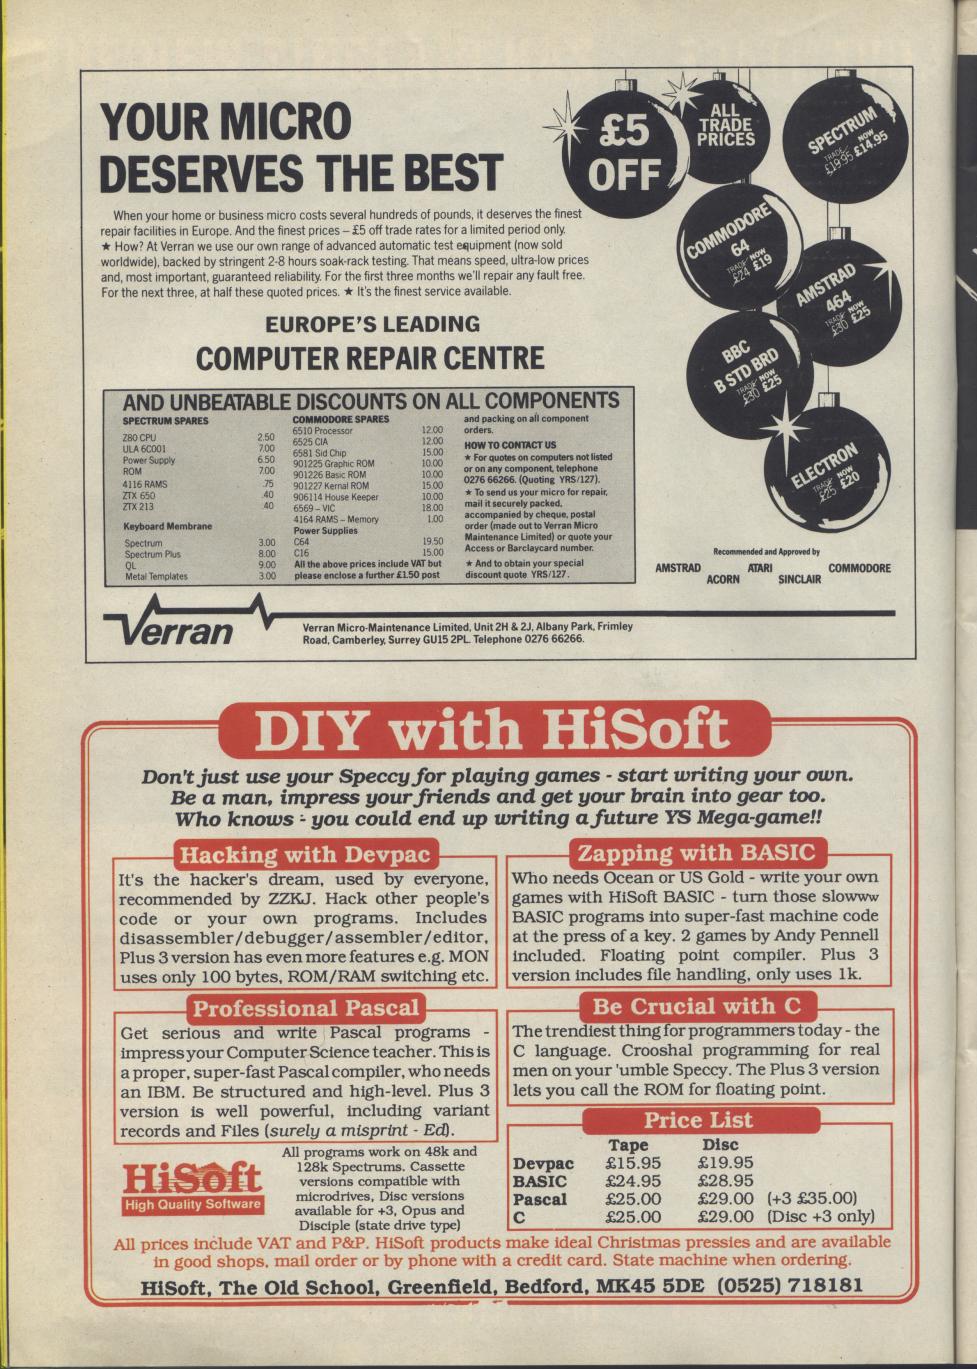 YOUR MICRO
DESERVES THE BEST
When your home or business micro costs several hundreds of pounds, it deserves the finest
repair facilities in Europe. And the finest prices – £5 off trade rates for a limited period only.
★ How? At Verran we use our own range of advanced automatic test equipment (now sold
worldwide), backed by stringent 2-8 hours soak-rack testing. That means speed, ultra-low prices
and, most important, guaranteed reliability. For the first three months we'll repair any fault free.
For the next three, at half these quoted prices. ★ It's the finest service available.
£5
OFF
ALL
TRADE
PRICES
SPECTRUM
TRADE NOW
£19.95 £14.95
COMMODORE
64
TRADE NOW
£24 £19
AMSTRAD
464
TRADE NOW
£30 £25
BBC
B STD BRD
TRADE NOW
£30 £25
ELECTRON
TRADE NOW
£25 £20
EUROPE'S LEADING
COMPUTER REPAIR CENTRE
AND UNBEATABLE DISCOUNTS ON ALL COMPONENTS
SPECTRUM SPARES
Z80 CPU 2.50
ULA 6C001 7.00
Power Supply 6.50
ROM 7.00
4116 RAMS .75
ZTX 650 .40
ZTX 213 .40
Keyboard Membrane
Spectrum 3.00
Spectrum Plus 8.00
QL 9.00
Metal Templates 3.00
COMMODORE SPARES
6510 Processor 12.00
6525 CIA 12.00
6581 Sid Chip 15.00
901225 Graphic ROM 10.00
901226 Basic ROM 10.00
901227 Kernal ROM 15.00
906114 House Keeper 10.00
6569 – VIC 18.00
4164 RAMS – Memory 1.00
Power Supplies
C64 19.50
C16 15.00
All the above prices include VAT but
please enclose a further £1.50 post
and packing on all component
orders.
HOW TO CONTACT US
★ For quotes on computers not listed
or on any component, telephone
0276 66266. (Quoting YRS/127).
★ To send us your micro for repair,
mail it securely packed,
accompanied by cheque, postal
order (made out to Verran Micro
Maintenance Limited) or quote your
Access or Barclaycard number.
★ And to obtain your special
discount quote YRS/127.
Recommended and Approved by
AMSTRAD ATARI COMMODORE
ACORN SINCLAIR
Verran
Verran Micro-Maintenance Limited, Unit 2H & 2J, Albany Park, Frimley
Road, Camberley, Surrey GU15 2PL. Telephone 0276 66266.
DIY with HiSoft
Don't just use your Speccy for playing games - start writing your own.
Be a man, impress your friends and get your brain into gear too.
Who knows - you could end up writing a future YS Mega-game!!
Hacking with Devpac
It's the hacker's dream, used by everyone,
recommended by ZZKJ. Hack other people's
code or your own programs. Includes
disassembler/debugger/assembler/editor,
Plus 3 version has even more features e.g. MON
uses only 100 bytes, ROM/RAM switching etc.
Zapping with BASIC
Who needs Ocean or US Gold - write your own
games with HiSoft BASIC - turn those slowww
BASIC programs into super-fast machine code
at the press of a key. 2 games by Andy Pennell
included. Floating point compiler. Plus 3
version includes file handling, only uses 1k.
Professional Pascal
Get serious and write Pascal programs -
impress your Computer Science teacher. This is
a proper, super-fast Pascal compiler, who needs
an IBM. Be structured and high-level. Plus 3
version is well powerful, including variant
records and Files (surely a misprint - Ed).
Be Crucial with C
The trendiest thing for programmers today - the
C language. Crooshal programming for real
men on your 'umble Speccy. The Plus 3 version
lets you call the ROM for floating point.
HiSoft
High Quality Software
All programs work on 48k and
128k Spectrums. Cassette
versions compatible with
microdrives, Disc versions
available for +3, Opus and
Disciple (state drive type)
Price List
Tape Disc
Devpac £15.95 £19.95
BASIC £24.95 £28.95
Pascal £25.00 £29.00 (+3 £35.00)
C £25.00 £29.00 (Disc +3 only)
All prices include VAT and P&P. HiSoft products make ideal Christmas pressies and are available
in good shops, mail order or by phone with a credit card. State machine when ordering.
HiSoft, The Old School, Greenfield, Bedford, MK45 5DE (0525) 718181